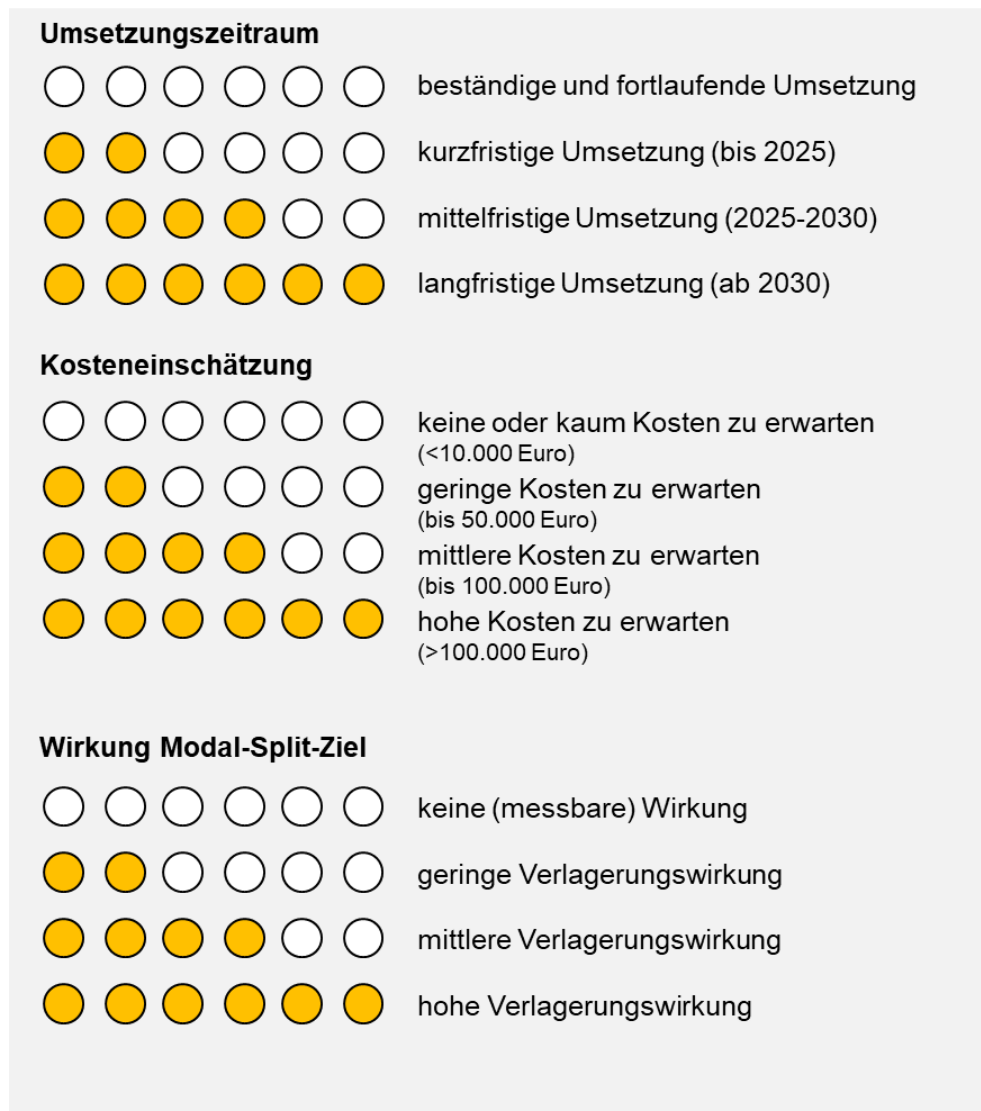 Umsetzungszeitraum
beständige und fortlaufende Umsetzung
kurzfristige Umsetzung (bis 2025)
mittelfristige Umsetzung (2025-2030)
langfristige Umsetzung (ab 2030)
Kosteneinschätzung
keine oder kaum Kosten zu erwarten
(<10.000 Euro)
geringe Kosten zu erwarten
(bis 50.000 Euro)
mittlere Kosten zu erwarten
(bis 100.000 Euro)
hohe Kosten zu erwarten
(>100.000 Euro)
Wirkung Modal-Split-Ziel
keine (messbare) Wirkung
geringe Verlagerungswirkung
mittlere Verlagerungswirkung
hohe Verlagerungswirkung